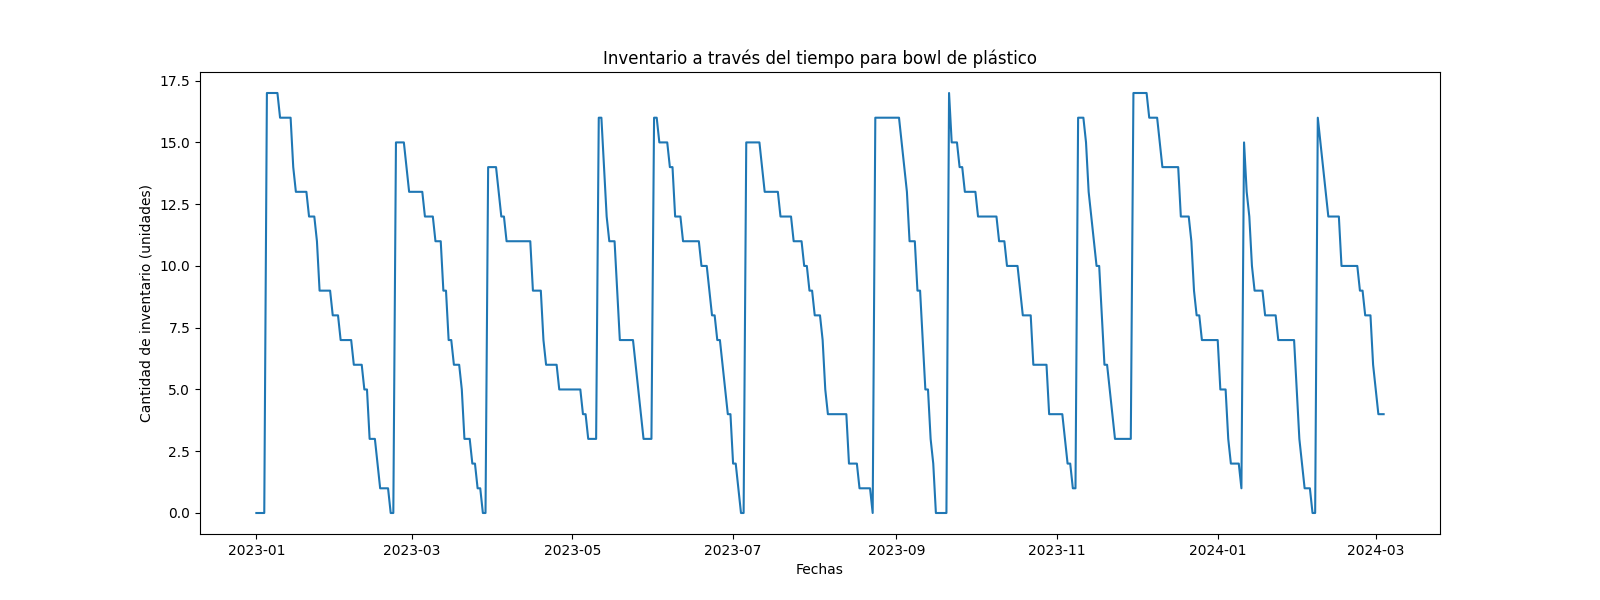 Inventario a través del tiempo para bowl de plástico
Cantidad de inventario (unidades)
17.5
15.0
12.5
10.0
7.5
5.0
2.5
0.0
2023-01 2023-03 2023-05 2023-07 2023-09 2023-11 2024-01 2024-03
Fechas